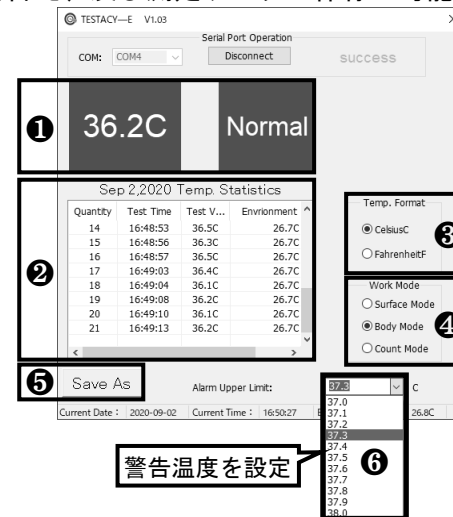 TESTACY—E V1.03
Serial Port Operation
COM: COM4 Disconnect success
❶ 36.2C Normal
Sep 2,2020 Temp. Statistics
Quantity Test Time Test V... Envrionment
14 16:48:53 36.5C 26.7C
15 16:48:56 36.3C 26.7C
16 16:48:57 36.5C 26.7C
17 16:49:03 36.4C 26.7C
18 16:49:04 36.1C 26.7C
19 16:49:08 36.2C 26.7C
20 16:49:10 36.1C 26.7C
21 16:49:13 36.2C 26.7C
❷
Temp. Format
CelsiusC
FahrenheitF
❸
Work Mode
Surface Mode
Body Mode
Count Mode
❹
❺ Save As
Alarm Upper Limit: 37.3 C
Current Date : 2020-09-02 Current Time : 16:50:27 26.8C
37.0
37.1
37.2
37.3
37.4
37.5
37.6
37.7
37.8
37.9
38.0
❻
警告温度を設定